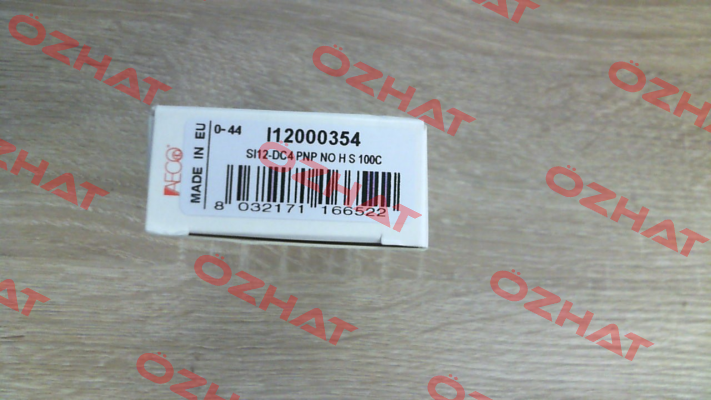 0-44
I12000354
SI12-DC4 PNP NO H S 100C
8 032171 166522
MADE IN EU
AECO
ÖZHAT
ÖZHAT
ÖZHAT
ÖZHAT
ÖZHAT
ÖZHAT
ÖZHAT
ÖZHAT
ÖZHAT
ÖZHAT